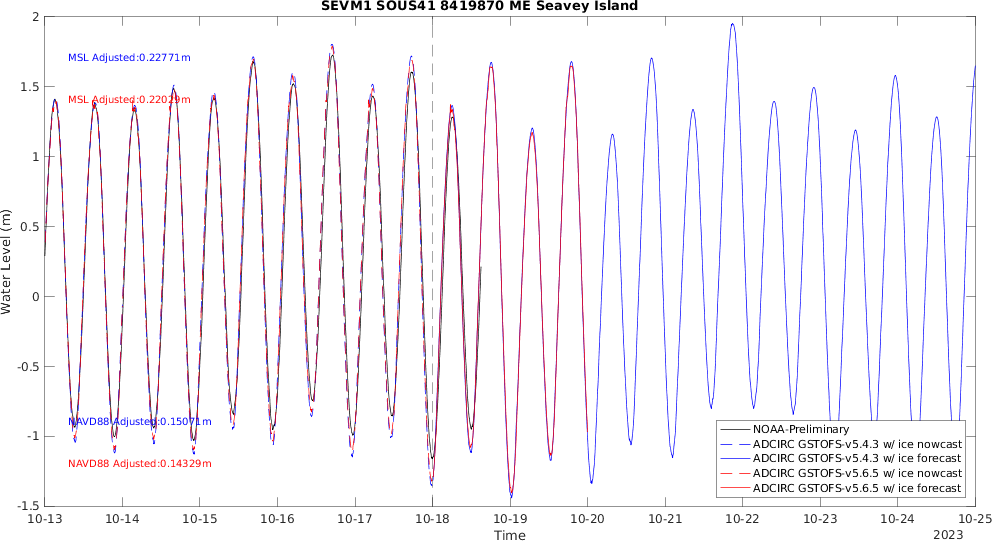 SEVM1 SOUS41 8419870 ME Seavey Island
MSL Adjusted:0.22771m
MSL Adjusted:0.22029m
NAVD88 Adjusted:0.15071m
NAVD88 Adjusted:0.14329m
Water Level (m)
2
1.5
1
0.5
0
-0.5
-1
-1.5
NOAA-Preliminary
ADCIRC GSTOFS-v5.4.3 w/ ice nowcast
ADCIRC GSTOFS-v5.4.3 w/ ice forecast
ADCIRC GSTOFS-v5.6.5 w/ ice nowcast
ADCIRC GSTOFS-v5.6.5 w/ ice forecast
10-13 10-14 10-15 10-16 10-17 10-18 10-19 10-20 10-21 10-22 10-23 10-24 10-25
Time
2023